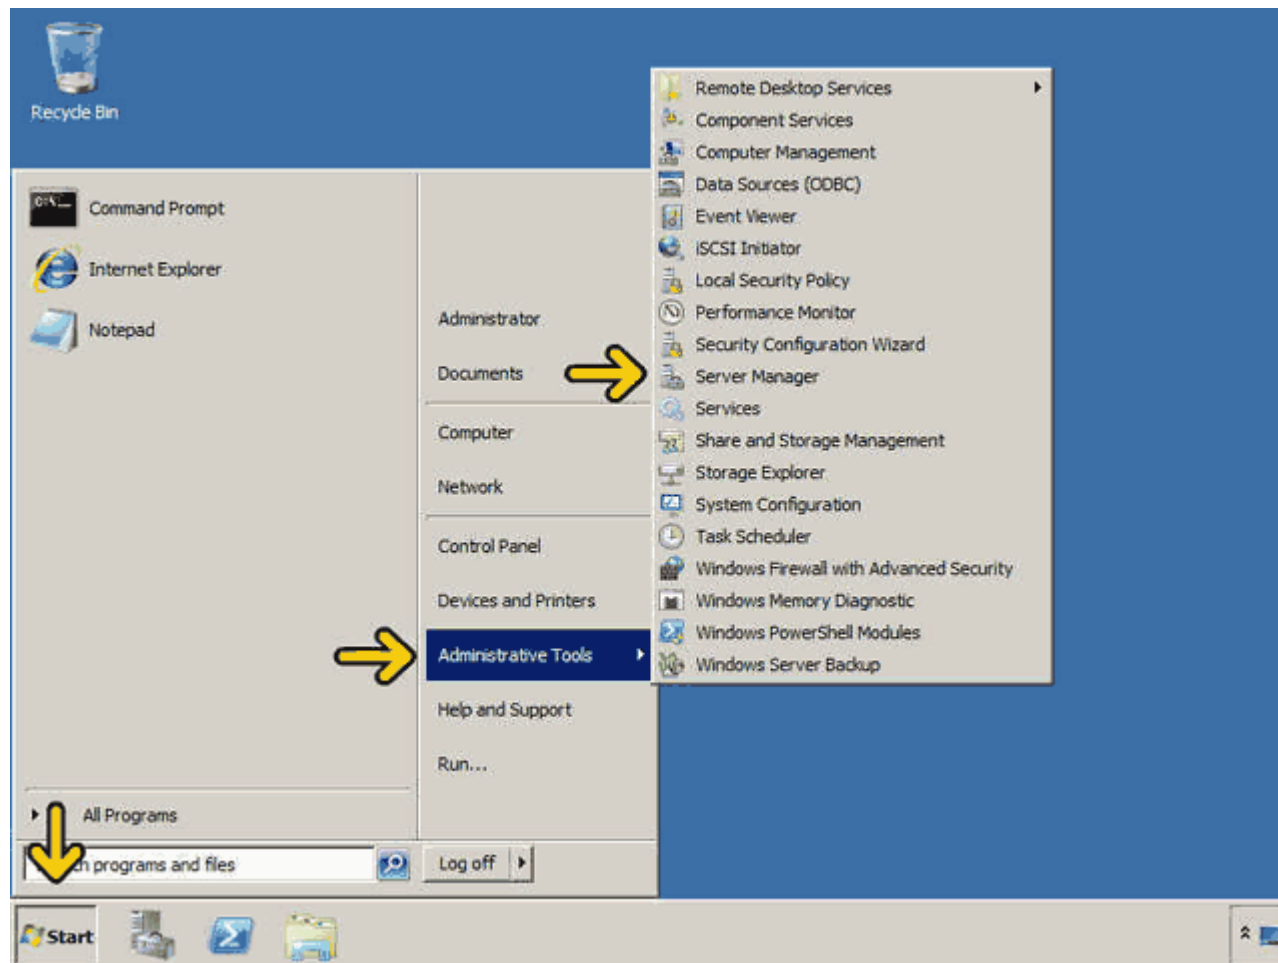 Recycle Bin
Command Prompt
Internet Explorer
Notepad
All Programs
programs and files
Administrator
Documents
Computer
Network
Control Panel
Devices and Printers
Administrative Tools
Help and Support
Run...
Log off
Remote Desktop Services
Component Services
Computer Management
Data Sources (ODBC)
Event Viewer
iSCSI Initiator
Local Security Policy
Performance Monitor
Security Configuration Wizard
Server Manager
Services
Share and Storage Management
Storage Explorer
System Configuration
Task Scheduler
Windows Firewall with Advanced Security
Windows Memory Diagnostic
Windows PowerShell Modules
Windows Server Backup
Start